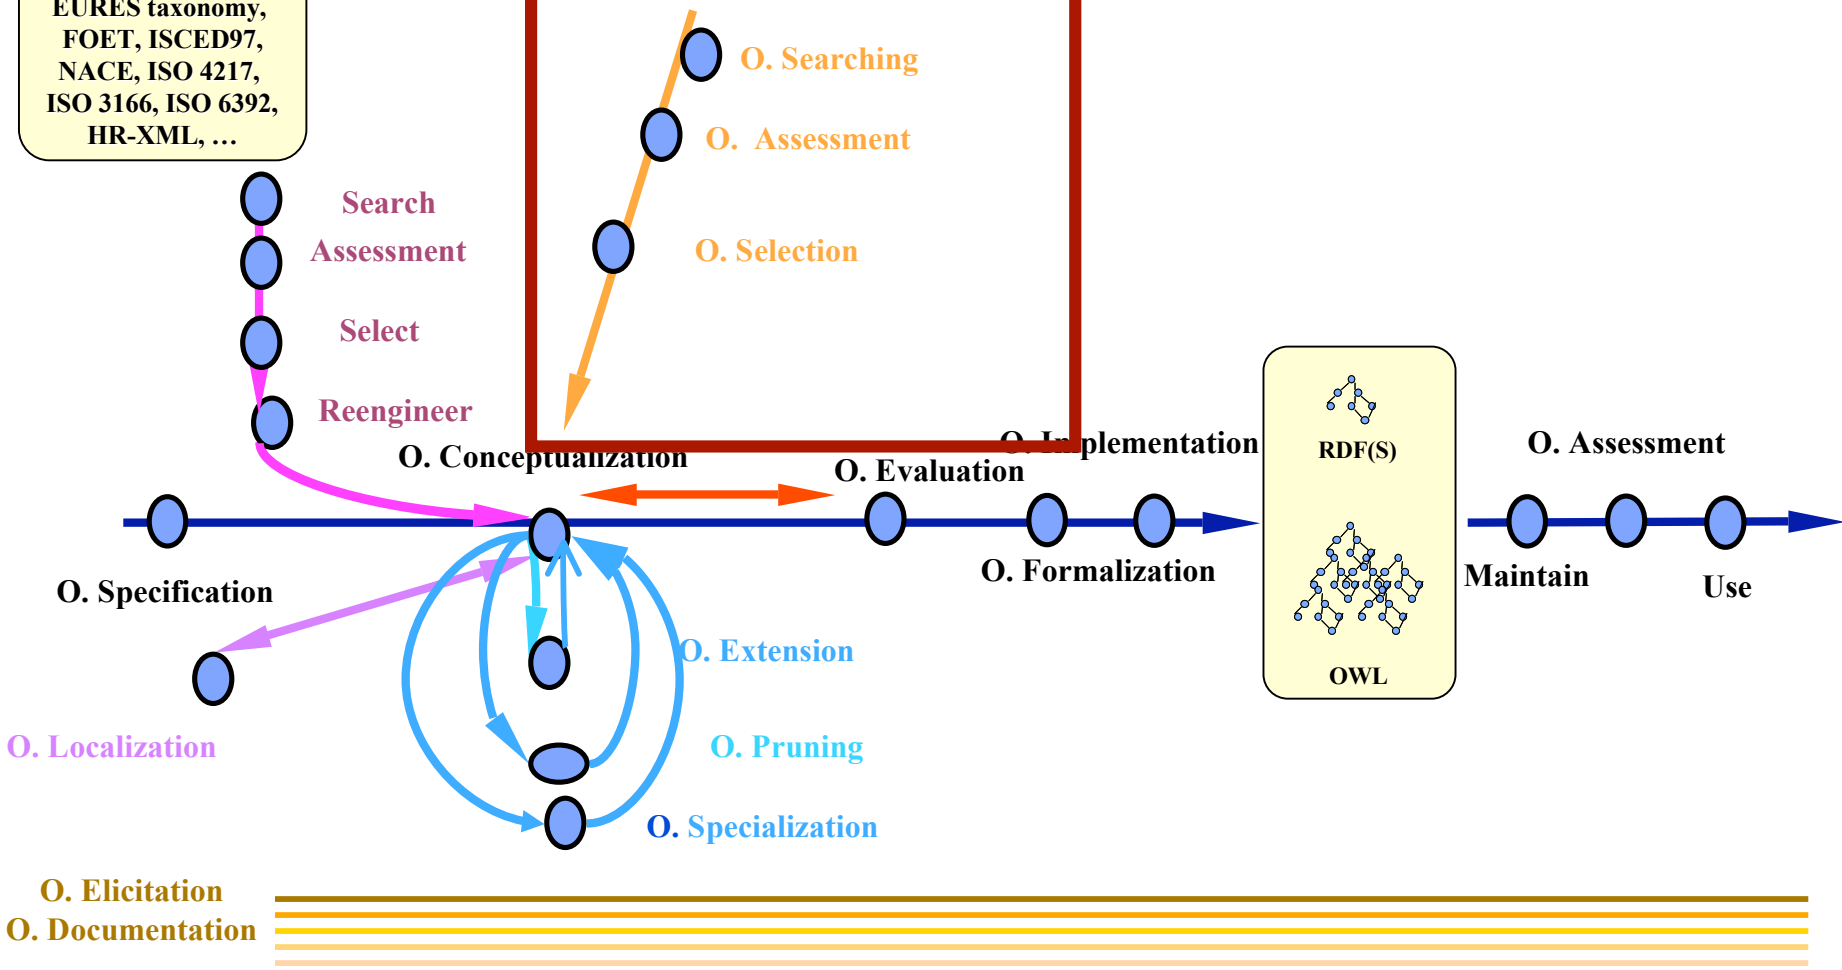 EURES taxonomy,
FOET, ISCED97,
NACE, ISO 4217,
ISO 3166, ISO 6392,
HR-XML, …
O. Searching
O. Assessment
O. Selection
Search
Assessment
Select
Reengineer
O. Conceptualization
O. Evaluation
O. Implementation
O. Formalization
O. Specification
O. Localization
O. Extension
O. Pruning
O. Specialization
RDF(S)
OWL
O. Assessment
Maintain
Use
O. Elicitation
O. Documentation